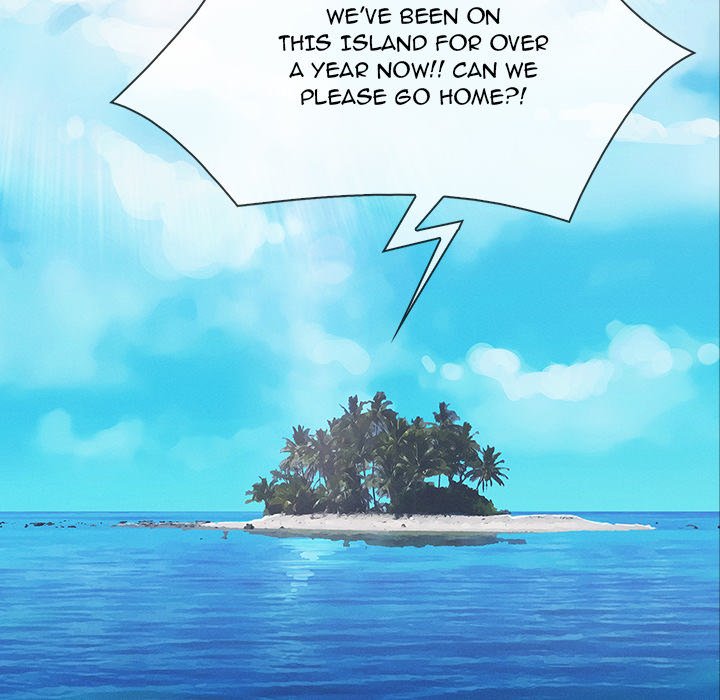 WE'VE BEEN ON
THIS ISLAND FOR OVER
A YEAR NOW!! CAN WE
PLEASE GO HOME?!